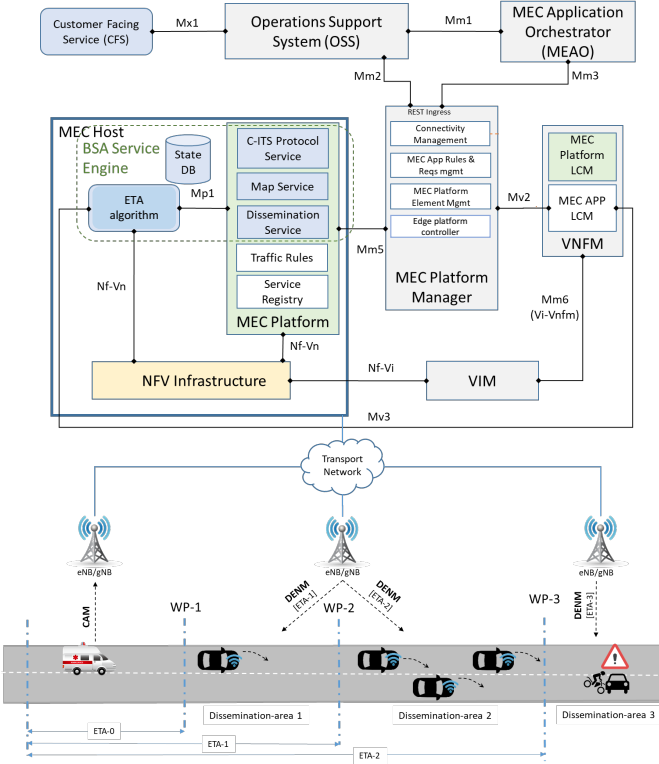 Customer Facing
Service (CFS)
Mx1
Operations Support
System (OSS)
Mm1
MEC Application
Orchestrator
(MEAO)
Mm2
Mm3
MEC Host
BSA Service
Engine
State
DB
ETA
algorithm
Mp1
C-ITS Protocol
Service
Map Service
Dissemination
Service
Traffic Rules
Service
Registry
MEC Platform
Mm5
REST Ingress
Connectivity
Management
MEC App Rules &
Reqs mgmt
MEC Platform
Element Mgmt
Edge platform
controller
MEC Platform
Manager
Mv2
MEC
Platform
LCM
MEC APP
LCM
VNFM
Nf-Vn
Nf-Vn
Mm6
(Vi-Vnfm)
NFV Infrastructure
Nf-Vi
VIM
Mv3
Transport
Network
eNB/gNB
eNB/gNB
eNB/gNB
CAM
WP-1
DENM
[ETA-1]
WP-2
DENM
[ETA-2]
WP-3
DENM
[ETA-3]
Dissemination-area 1
Dissemination-area 2
Dissemination-area 3
ETA-0
ETA-1
ETA-2